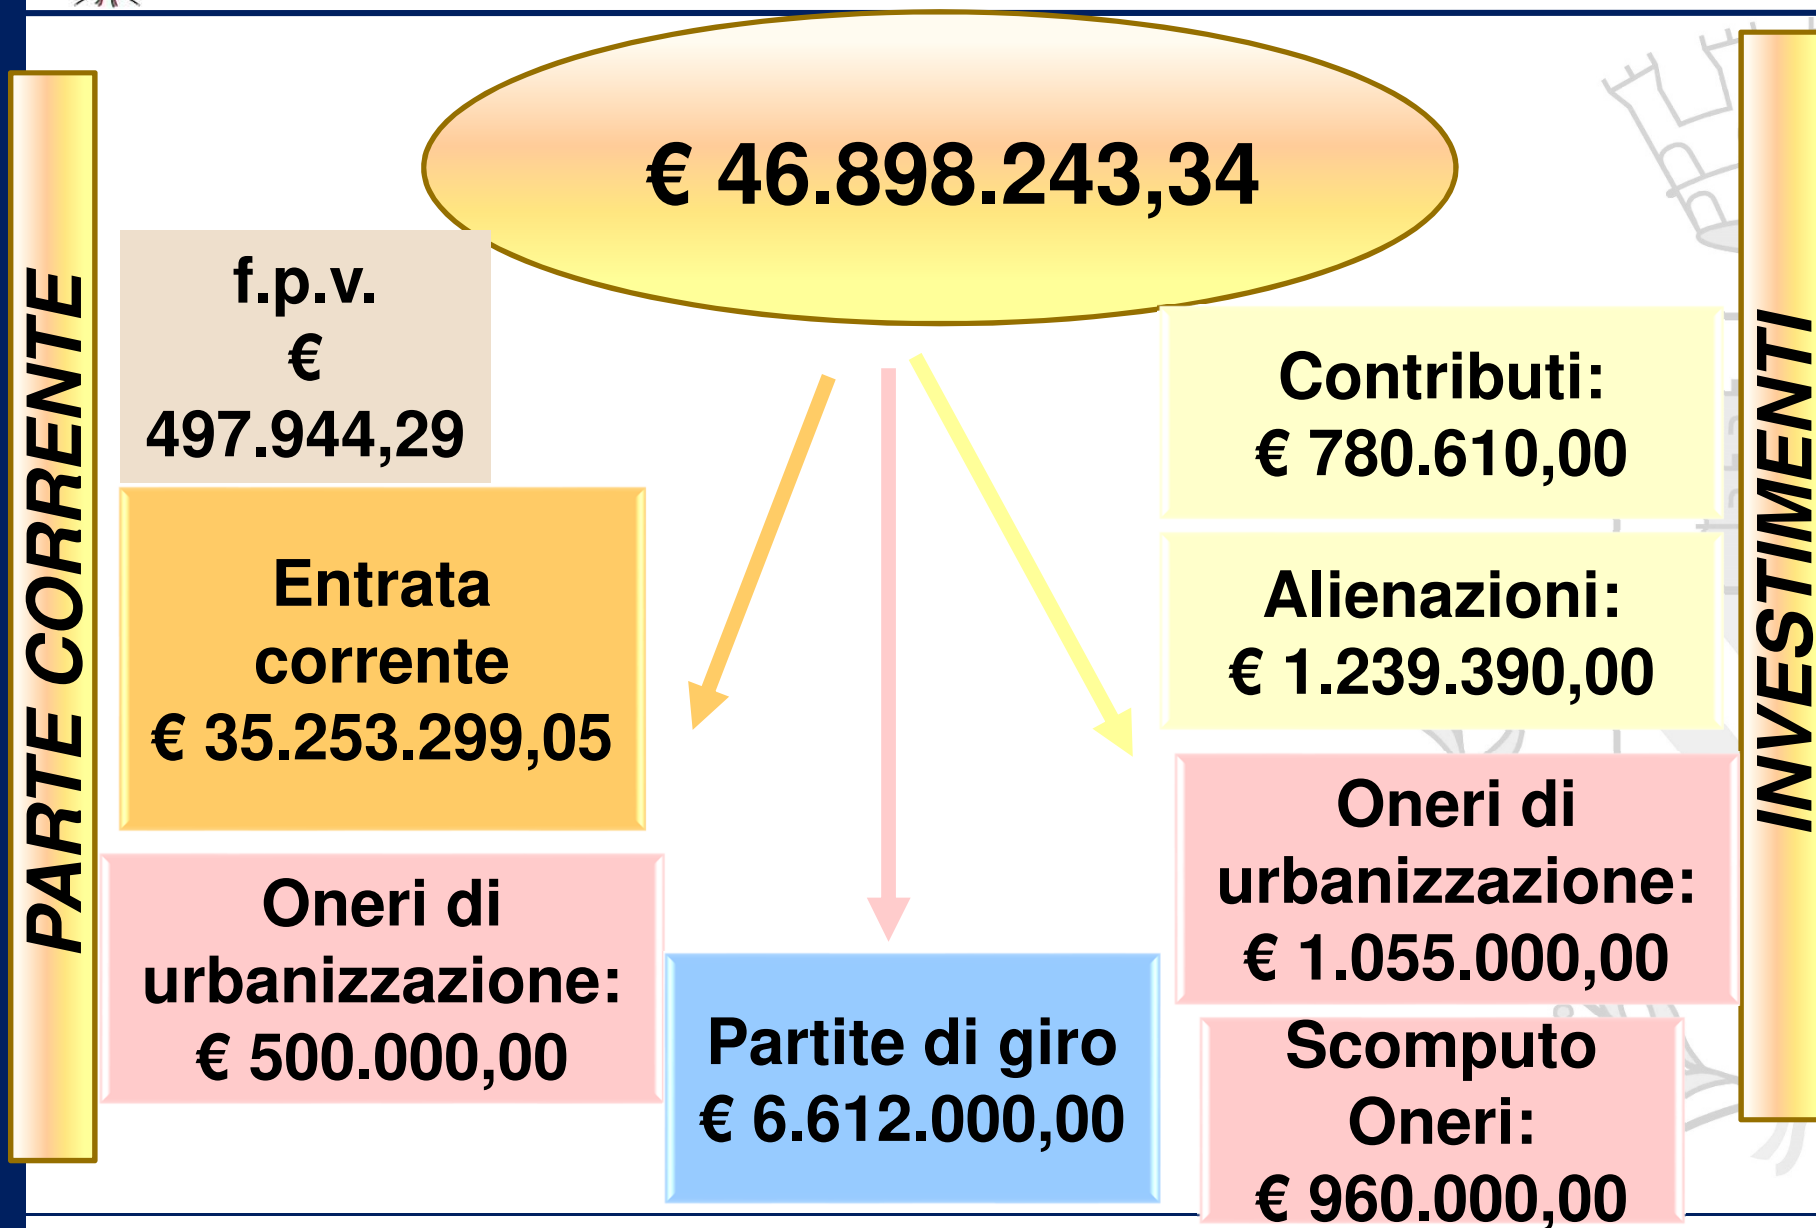 € 46.898.243,34
PARTE CORRENTE
f.p.v.
€
497.944,29
Entrata
corrente
€ 35.253.299,05
Oneri di
urbanizzazione:
€ 500.000,00
Partite di giro
€ 6.612.000,00
Contributi:
€ 780.610,00
Alienazioni:
€ 1.239.390,00
Oneri di
urbanizzazione:
€ 1.055.000,00
Scomputo
Oneri:
€ 960.000,00
INVESTIMENTI